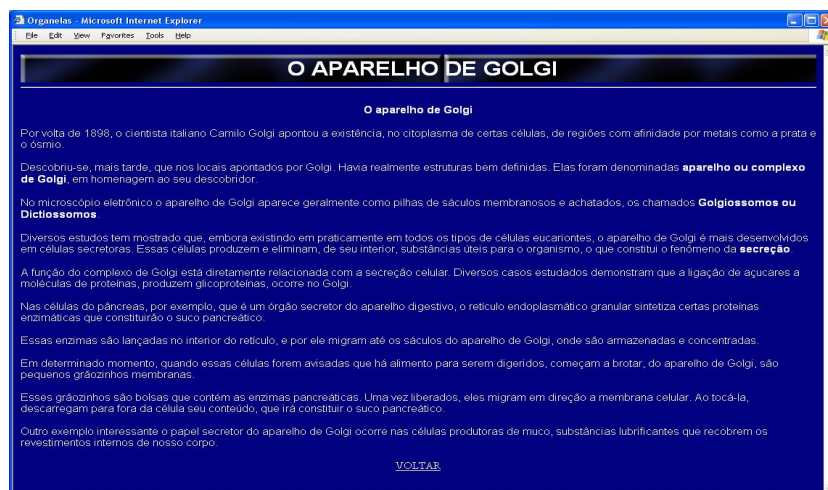 Organelas - Microsoft Internet Explorer
File Edit View Favorites Tools Help
O APARELHO DE GOLGI
O aparelho de Golgi
Por volta de 1898, o cientista italiano Camilo Golgi apontou a existência, no citoplasma de certas células, de regiões com afinidade por metais como a prata e
o ósmio.
Descobriu-se, mais tarde, que nos locais apontados por Golgi. Havia realmente estruturas bem definidas. Elas foram denominadas aparelho ou complexo
de Golgi, em homenagem ao seu descobridor.
No microscópio eletrônico o aparelho de Golgi aparece geralmente como pilhas de sáculos membranosos e achatados, os chamados Golgiossomos ou
Dictiossomos.
Diversos estudos tem mostrado que, embora existindo em praticamente em todos os tipos de células eucariontes, o aparelho de Golgi é mais desenvolvidos
em células secretoras. Essas células produzem e eliminam, de seu interior, substâncias úteis para o organismo, o que constitui o fenômeno da secreção.
A função do complexo de Golgi está diretamente relacionada com a secreção celular. Diversos casos estudados demonstram que a ligação de açucares a
moléculas de proteínas, produzem glicoproteínas, ocorre no Golgi.
Nas células do pâncreas, por exemplo, que é um órgão secretor do aparelho digestivo, o retículo endoplasmático granular sintetiza certas proteínas
enzimáticas que constituirão o suco pancreático.
Essas enzimas são lançadas no interior do retículo, e por ele migram até os sáculos do aparelho de Golgi, onde são armazenadas e concentradas.
Em determinado momento, quando essas células forem avisadas que há alimento para serem digeridos, começam a brotar, do aparelho de Golgi, são
pequenos grãozinhos membranas.
Esses grãozinhos são bolsas que contém as enzimas pancreáticas. Uma vez liberados, eles migram em direção a membrana celular. Ao tocá-la,
descarregam para fora da célula seu conteúdo, que irá constituir o suco pancreático.
Outro exemplo interessante o papel secretor do aparelho de Golgi ocorre nas células produtoras de muco, substâncias lubrificantes que recobrem os
revestimentos internos de nosso corpo.
VOLTAR